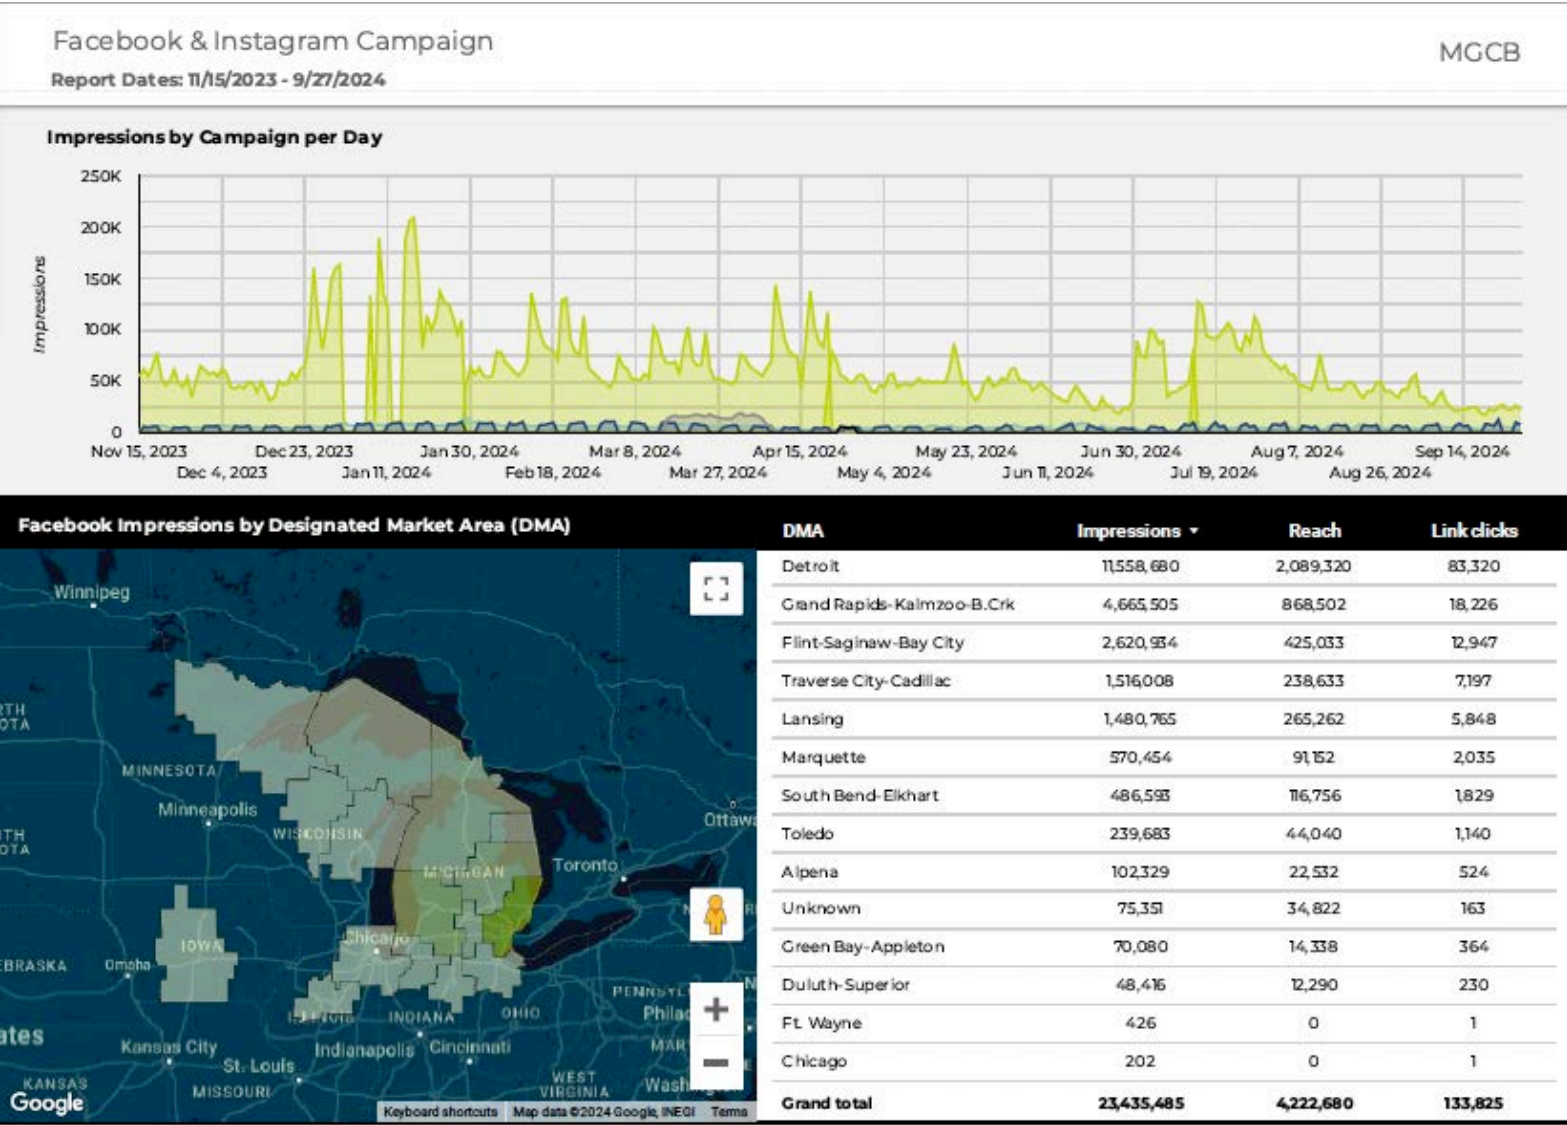 Facebook & Instagram Campaign
MGCB
Report Dates: 11/15/2023 - 9/27/2024
Impressions by Campaign per Day
Impressions
250K
200K
150K
100K
50K
0
Nov 15, 2023
Dec 4, 2023
Dec 23, 2023
Jan 11, 2024
Jan 30, 2024
Feb 18, 2024
Mar 8, 2024
Mar 27, 2024
Apr 15, 2024
May 4, 2024
May 23, 2024
Jun 11, 2024
Jun 30, 2024
Jul 19, 2024
Aug 7, 2024
Aug 26, 2024
Sep 14, 2024
Facebook Impressions by Designated Market Area (DMA)
Winnipeg
RTH
OTA
MINNESOTA
Minneapolis
WISCONSIN
TH
OTA
Ottawa
Toronto
MICHIGAN
Chicago
IOWA
EBRASKA
Omaha
ILLINOIS
INDIANA
OHIO
PENNSYL
Philad
ates
Kansas City
Indianapolis
Cincinnati
St. Louis
MAR
KANSAS
MISSOURI
WEST
VIRGINIA
Wash
Google
Keyboard shortcuts
Map data ©2024 Google, INEGI
Terms
DMA Impressions Reach Link clicks
Detroit 11,558,680 2,089,320 83,320
Grand Rapids-Kalmzoo-B.Crk 4,665,505 868,502 18,226
Flint-Saginaw-Bay City 2,620,934 425,033 12,947
Traverse City-Cadillac 1,516,008 238,633 7,197
Lansing 1,480,765 265,262 5,848
Marquette 570,454 91,152 2,035
South Bend-Elkhart 486,593 116,756 1,829
Toledo 239,683 44,040 1,140
Alpena 102,329 22,532 524
Unknown 75,351 34,822 163
Green Bay-Appleton 70,080 14,338 364
Duluth-Superior 48,416 12,290 230
Ft. Wayne 426 0 1
Chicago 202 0 1
Grand total 23,435,485 4,222,680 133,825